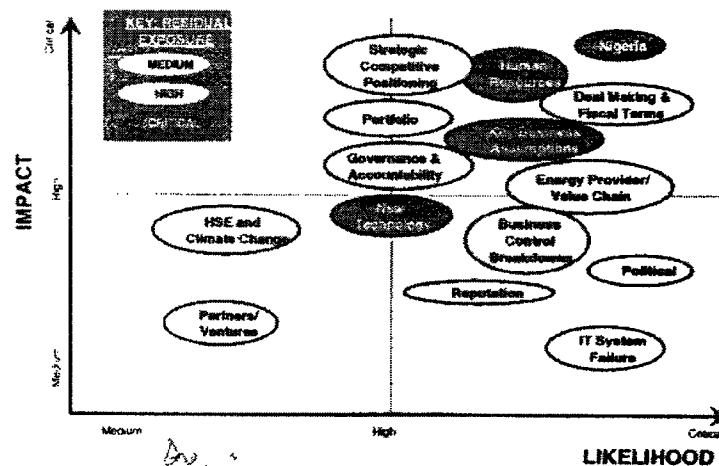 KEY: RESIDUAL
EXPOSURE
MEDIUM
HIGH
Critical
Strategic
Competitive
Positioning
Human
Resources
Nigeria
Portfolio
Deal Making &
Fiscal Terms
Governance &
Accountability
Energy Provider/
Value Chain
HSE and
Climate Change
Business
Control
Breakdowns
Political
Reputation
Partners/
Ventures
IT System
Failure
IMPACT
High
Medium
Medium
High
Critical
LIKELIHOOD